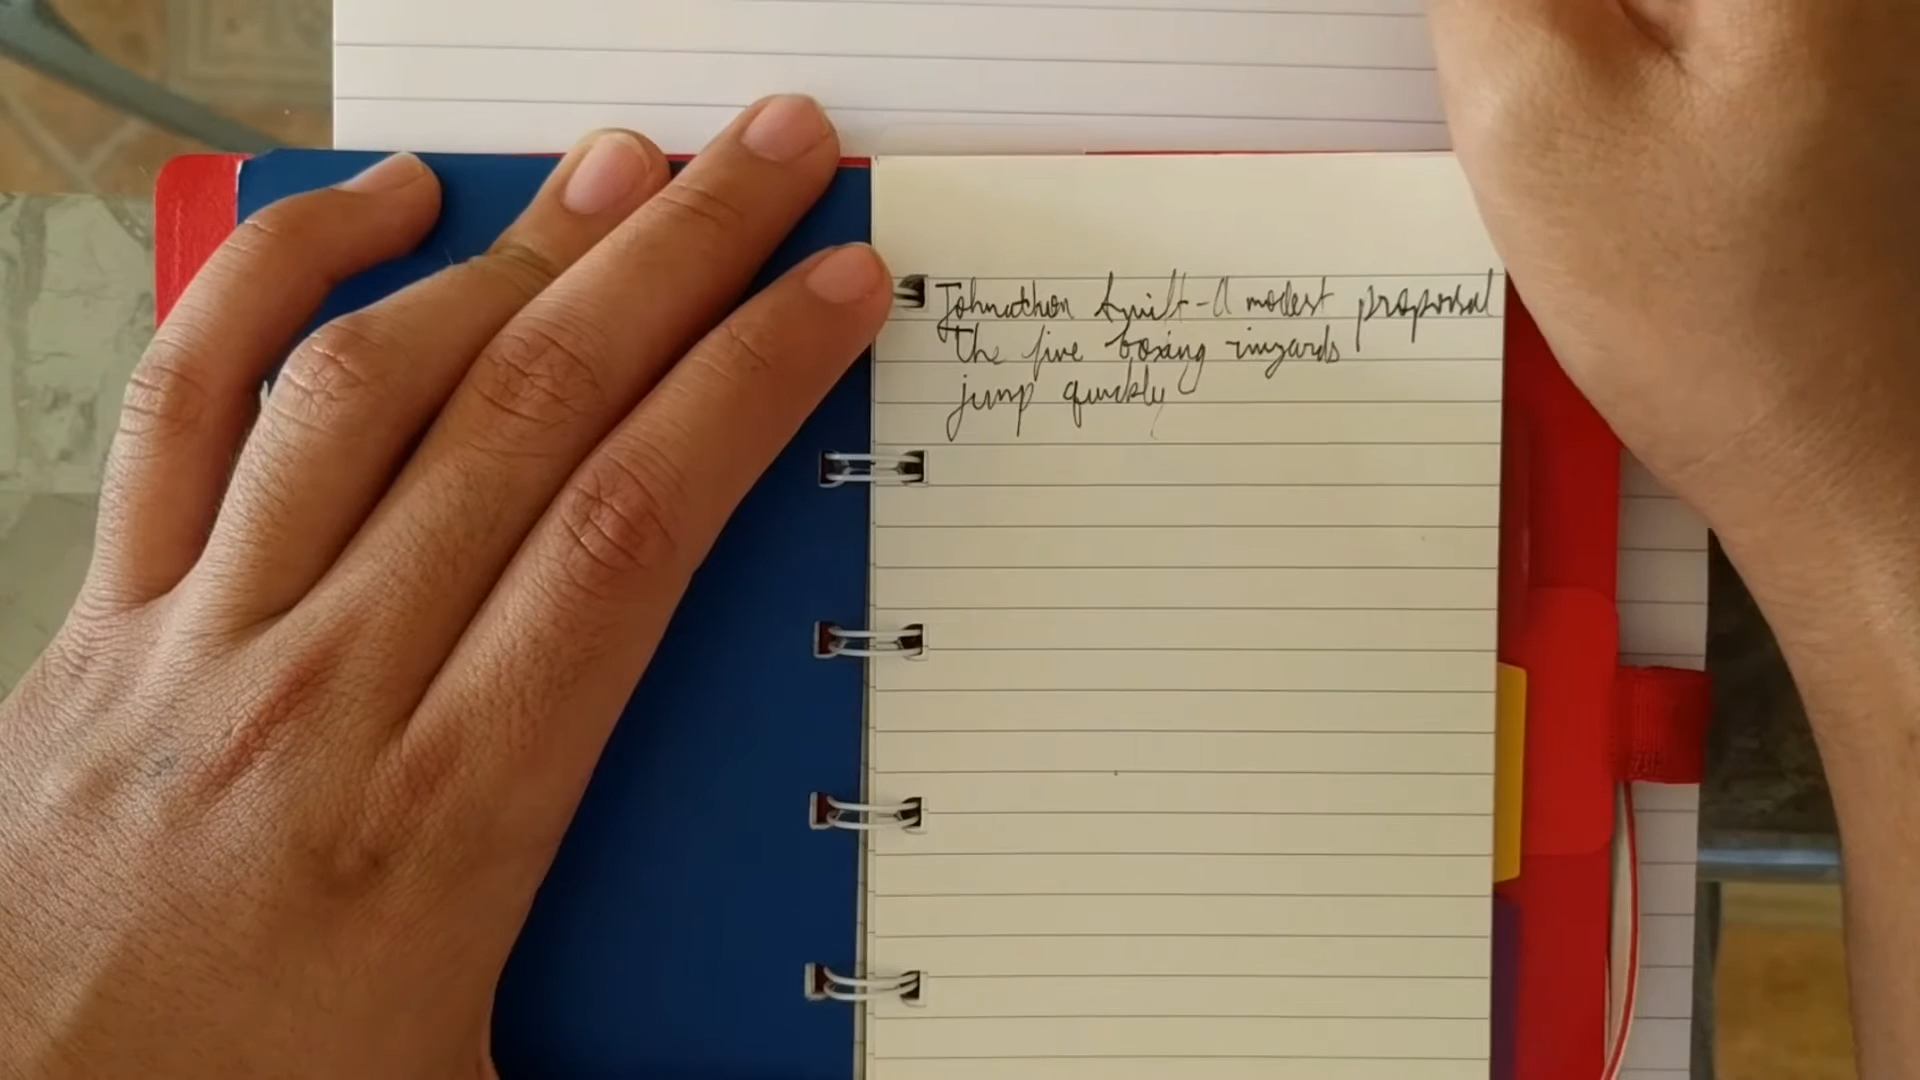 Johnathon Swift-A modest proposal
The five boxing wizards
jump quickly